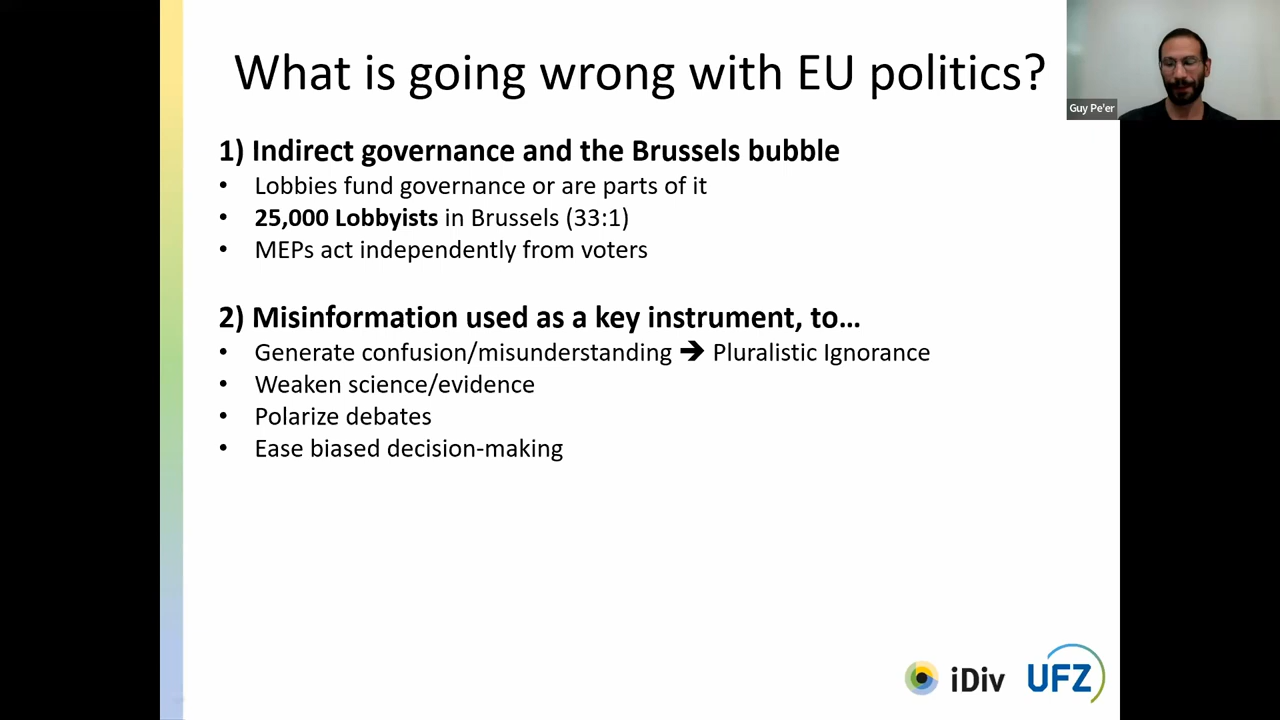 What is going wrong with EU politics?
Guy Pe'er
1) Indirect governance and the Brussels bubble
• Lobbies fund governance or are parts of it
• 25,000 Lobbyists in Brussels (33:1)
• MEPs act independently from voters
2) Misinformation used as a key instrument, to...
• Generate confusion/misunderstanding ➔ Pluralistic Ignorance
• Weaken science/evidence
• Polarize debates
• Ease biased decision-making
iDiv
UFZ